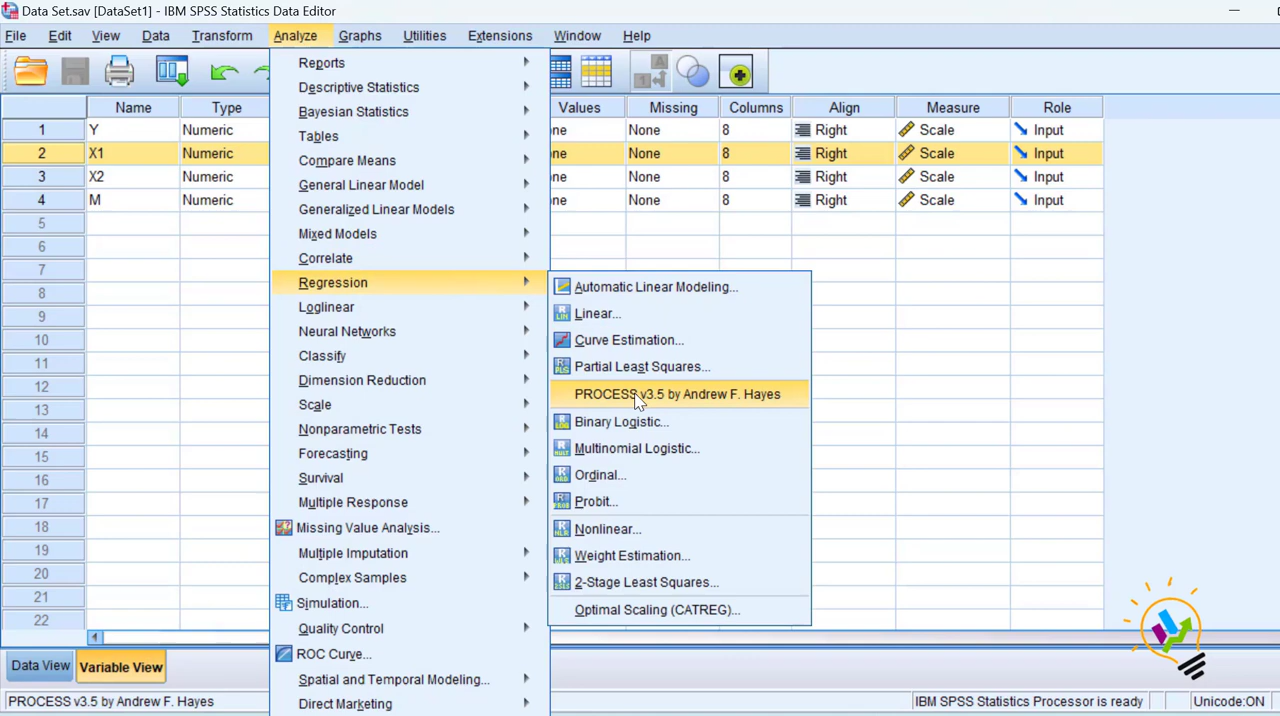 Data Set.sav [DataSet1] - IBM SPSS Statistics Data Editor
File Edit View Data Transform Analyze Graphs Utilities Extensions Window Help
Name Type Values Missing Columns Align Measure Role
1 Y Numeric one None 8 Right Scale Input
2 X1 Numeric one None 8 Right Scale Input
3 X2 Numeric one None 8 Right Scale Input
4 M Numeric one None 8 Right Scale Input
5
6
7
8
9
10
11
12
13
14
15
16
17
18
19
20
21
22
Reports
Descriptive Statistics
Bayesian Statistics
Tables
Compare Means
General Linear Model
Generalized Linear Models
Mixed Models
Correlate
Regression
Loglinear
Neural Networks
Classify
Dimension Reduction
Scale
Nonparametric Tests
Forecasting
Survival
Multiple Response
Missing Value Analysis...
Multiple Imputation
Complex Samples
Simulation...
Quality Control
ROC Curve...
Spatial and Temporal Modeling...
Direct Marketing
Automatic Linear Modeling...
Linear...
Curve Estimation...
Partial Least Squares...
PROCESS v3.5 by Andrew F. Hayes
Binary Logistic...
Multinomial Logistic...
Ordinal...
Probit...
Nonlinear...
Weight Estimation...
2-Stage Least Squares...
Optimal Scaling (CATREG)...
Data View Variable View
PROCESS v3.5 by Andrew F. Hayes IBM SPSS Statistics Processor is ready Unicode:ON